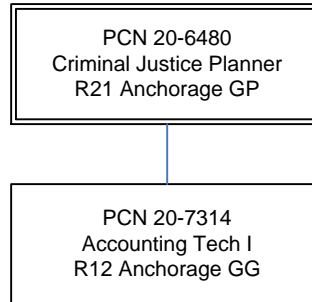 PCN 20-6480
Criminal Justice Planner
R21 Anchorage GP
PCN 20-7314
Accounting Tech I
R12 Anchorage GG